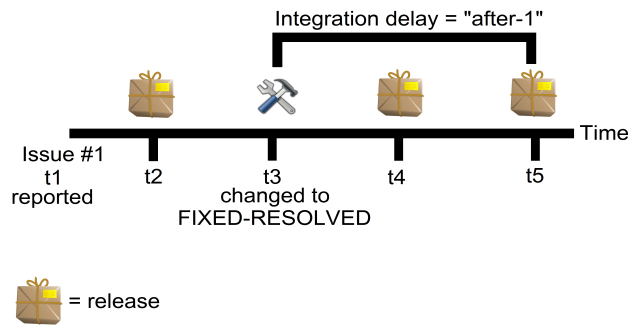 Integration delay = "after-1"
Time
Issue #1
t1
reported
t2
t3
changed to
FIXED-RESOLVED
t4
t5
= release